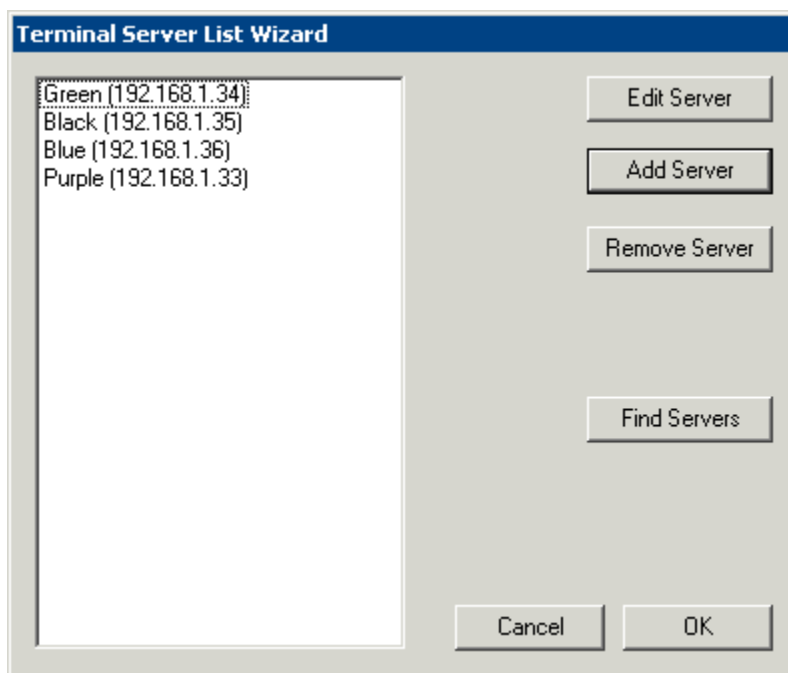 Terminal Server List Wizard
Green (192.168.1.34)
Black (192.168.1.35)
Blue (192.168.1.36)
Purple (192.168.1.33)
Edit Server
Add Server
Remove Server
Find Servers
Cancel
OK